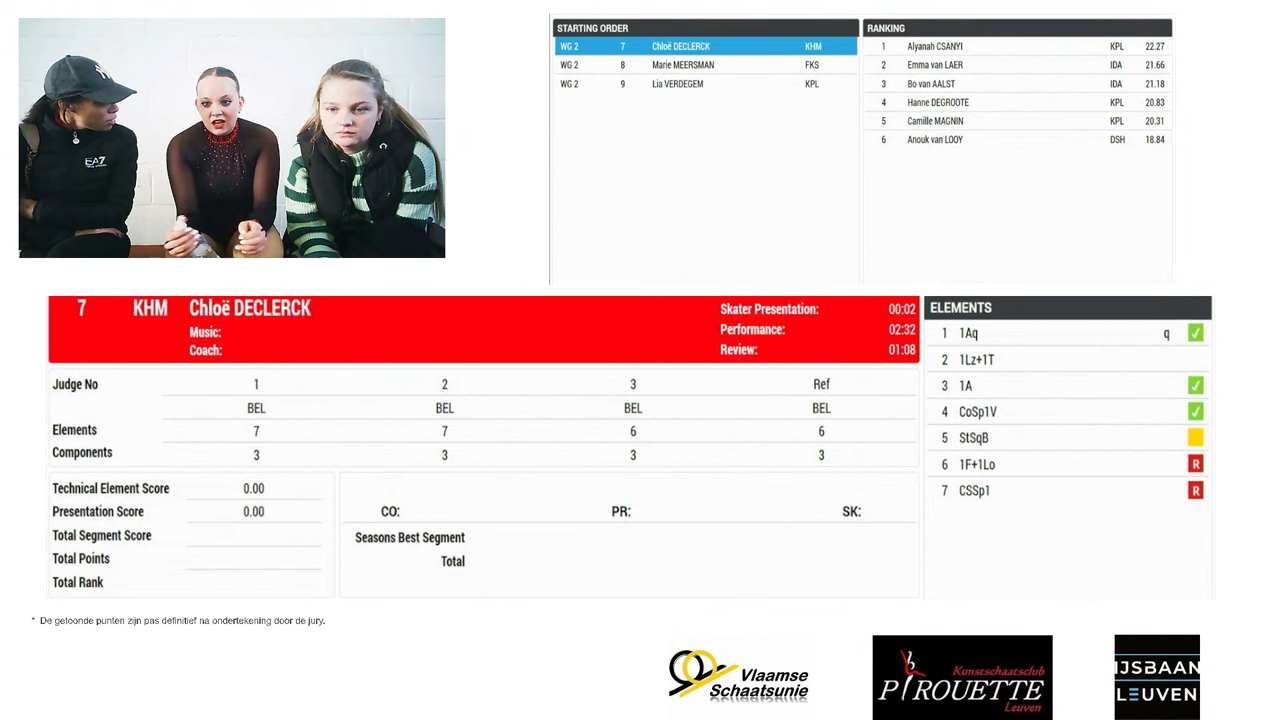 EA7
STARTING ORDER
WG 2 7 Chloë DECLERCK KHM
WG 2 8 Marie MEERSMAN FKS
WG 2 9 Lia VERDEGEM KPL
RANKING
1 Alyanah CSANYI KPL 22.27
2 Emma van LAER IDA 21.66
3 Bo van AALST IDA 21.18
4 Hanne DEGROOTE KPL 20.83
5 Camille MAGNIN KPL 20.31
6 Anouk van LOOY DSH 18.84
7 KHM Chloë DECLERCK
Music:
Coach:
Skater Presentation: 00:02
Performance: 02:32
Review: 01:08
Judge No 1 2 3 Ref
BEL BEL BEL BEL
Elements 7 7 6 6
Components 3 3 3 3
Technical Element Score 0.00
Presentation Score 0.00
Total Segment Score
Total Points
Total Rank
CO: PR: SK:
Seasons Best Segment
Total
ELEMENTS
1 1Aq q
2 1Lz+1T
3 1A
4 CoSp1V
5 StSqB
6 1F+1Lo R
7 CSSp1 R
* De getoonde punten zijn pas definitief na ondertekening door de jury.
Vlaamse
Schaatsunie
Kunstschaatsclub
PIROUETTE
Leuven
IJSBAAN
LEUVEN